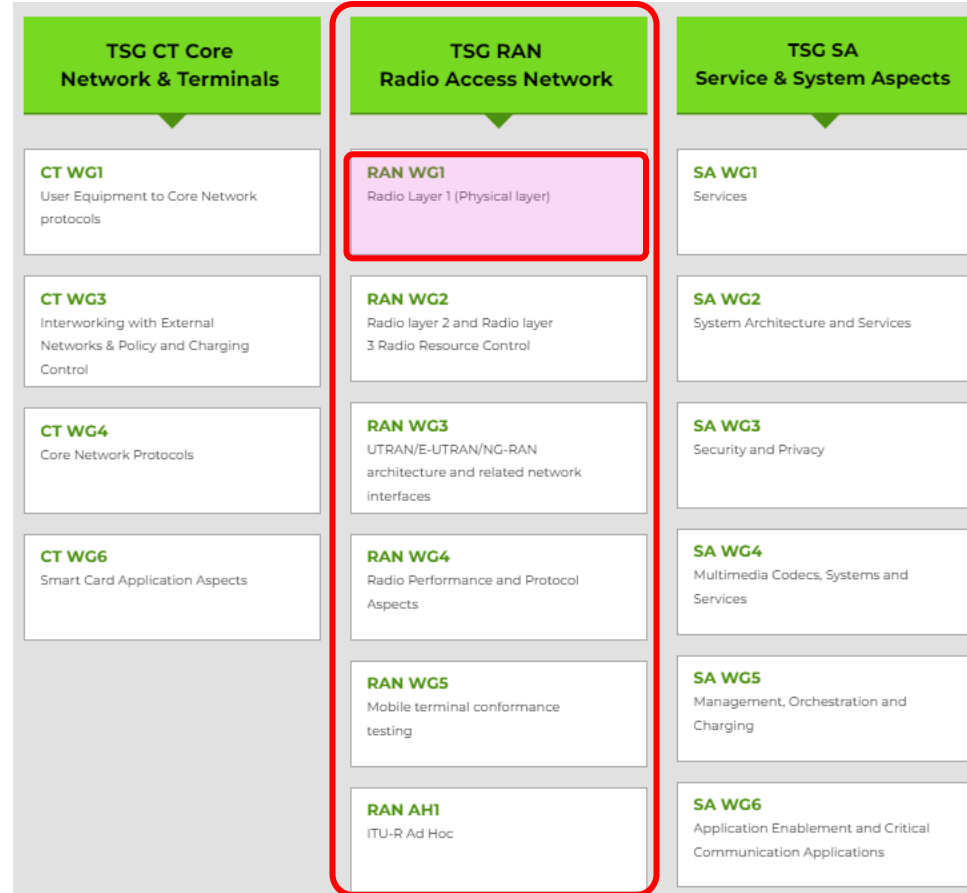 TSG CT Core
Network & Terminals
CT WG1
User Equipment to Core Network
protocols
CT WG3
Interworking with External
Networks & Policy and Charging
Control
CT WG4
Core Network Protocols
CT WG6
Smart Card Application Aspects
TSG RAN
Radio Access Network
RAN WG1
Radio Layer 1 (Physical layer)
RAN WG2
Radio layer 2 and Radio layer
3 Radio Resource Control
RAN WG3
UTRAN/E-UTRAN/NG-RAN
architecture and related network
interfaces
RAN WG4
Radio Performance and Protocol
Aspects
RAN WG5
Mobile terminal conformance
testing
RAN AH1
ITU-R Ad Hoc
TSG SA
Service & System Aspects
SA WG1
Services
SA WG2
System Architecture and Services
SA WG3
Security and Privacy
SA WG4
Multimedia Codecs, Systems and
Services
SA WG5
Management, Orchestration and
Charging
SA WG6
Application Enablement and Critical
Communication Applications